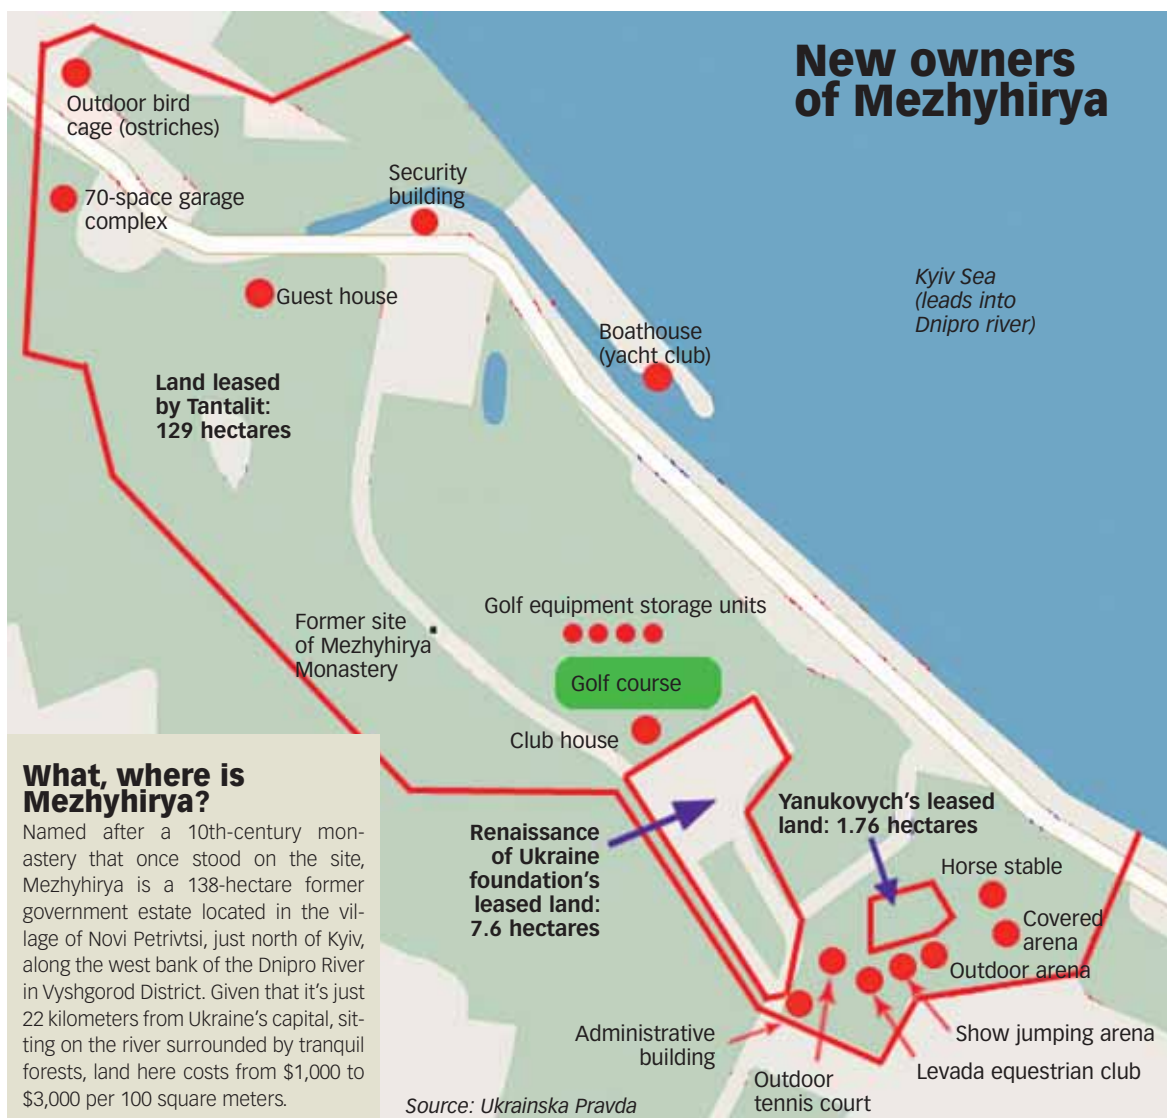 New owners
of Mezhyhirya
Outdoor bird
cage (ostriches)
70-space garage
complex
Security
building
Guest house
Kyiv Sea
(leads into
Dnipro river)
Boathouse
(yacht club)
Land leased
by Tantalit:
129 hectares
Golf equipment storage units
Former site
of Mezhyhirya
Monastery
Golf course
Club house
What, where is
Mezhyhirya?
Named after a 10th-century mon-
astery that once stood on the site,
Mezhyhirya is a 138-hectare former
government estate located in the vil-
lage of Novi Petrivtsi, just north of Kyiv,
along the west bank of the Dnipro River
in Vyshgorod District. Given that it's just
22 kilometers from Ukraine's capital, sit-
ting on the river surrounded by tranquil
forests, land here costs from $1,000 to
$3,000 per 100 square meters.
Renaissance
of Ukraine
foundation's
leased land:
7.6 hectares
Yanukovych's leased
land: 1.76 hectares
Horse stable
Covered
arena
Outdoor arena
Show jumping arena
Levada equestrian club
Administrative
building
Outdoor
tennis court
Source: Ukrainska Pravda